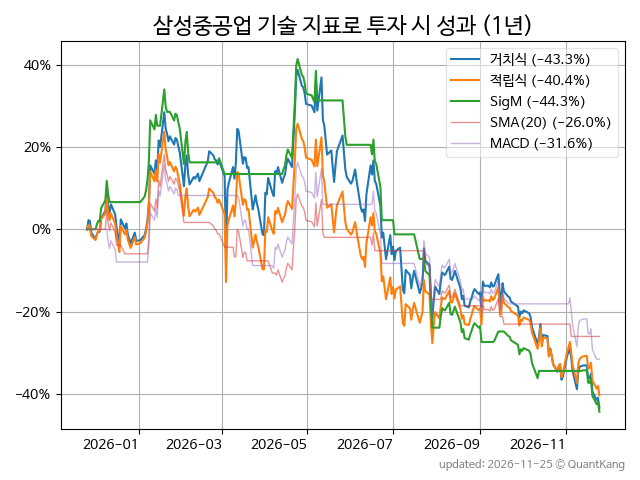 삼성중공업 기술 지표로 투자 시 성과 (1년)
거치식 (−43.3%)
적립식 (−40.4%)
SigM (−44.3%)
SMA(20) (−26.0%)
MACD (−31.6%)
40%
20%
0%
−20%
−40%
2026-01 2026-03 2026-05 2026-07 2026-09 2026-11
updated: 2026-11-25 © QuantKang